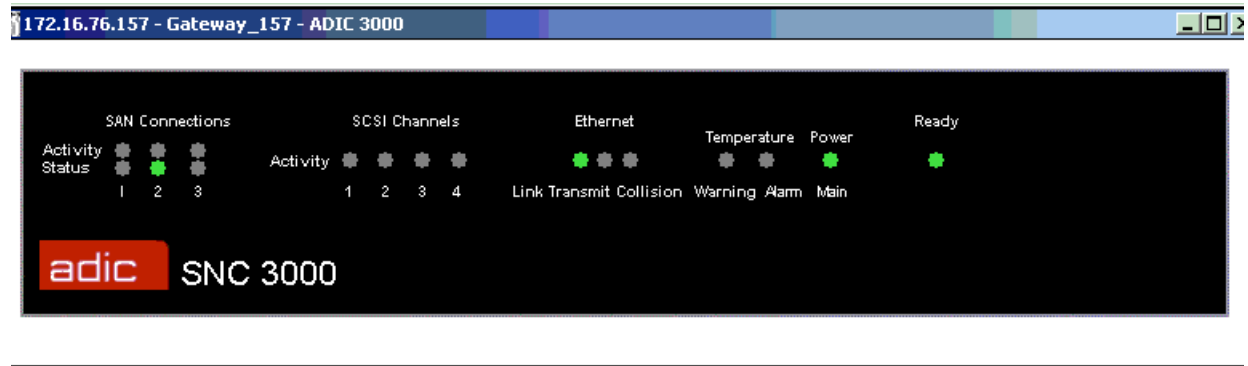 172.16.76.157 - Gateway_157 - ADIC 3000
SAN Connections SCSI Channels Ethernet Temperature Power Ready
Activity
Status Activity
1 2 3 1 2 3 4 Link Transmit Collision Warning Alarm Main
adic SNC 3000